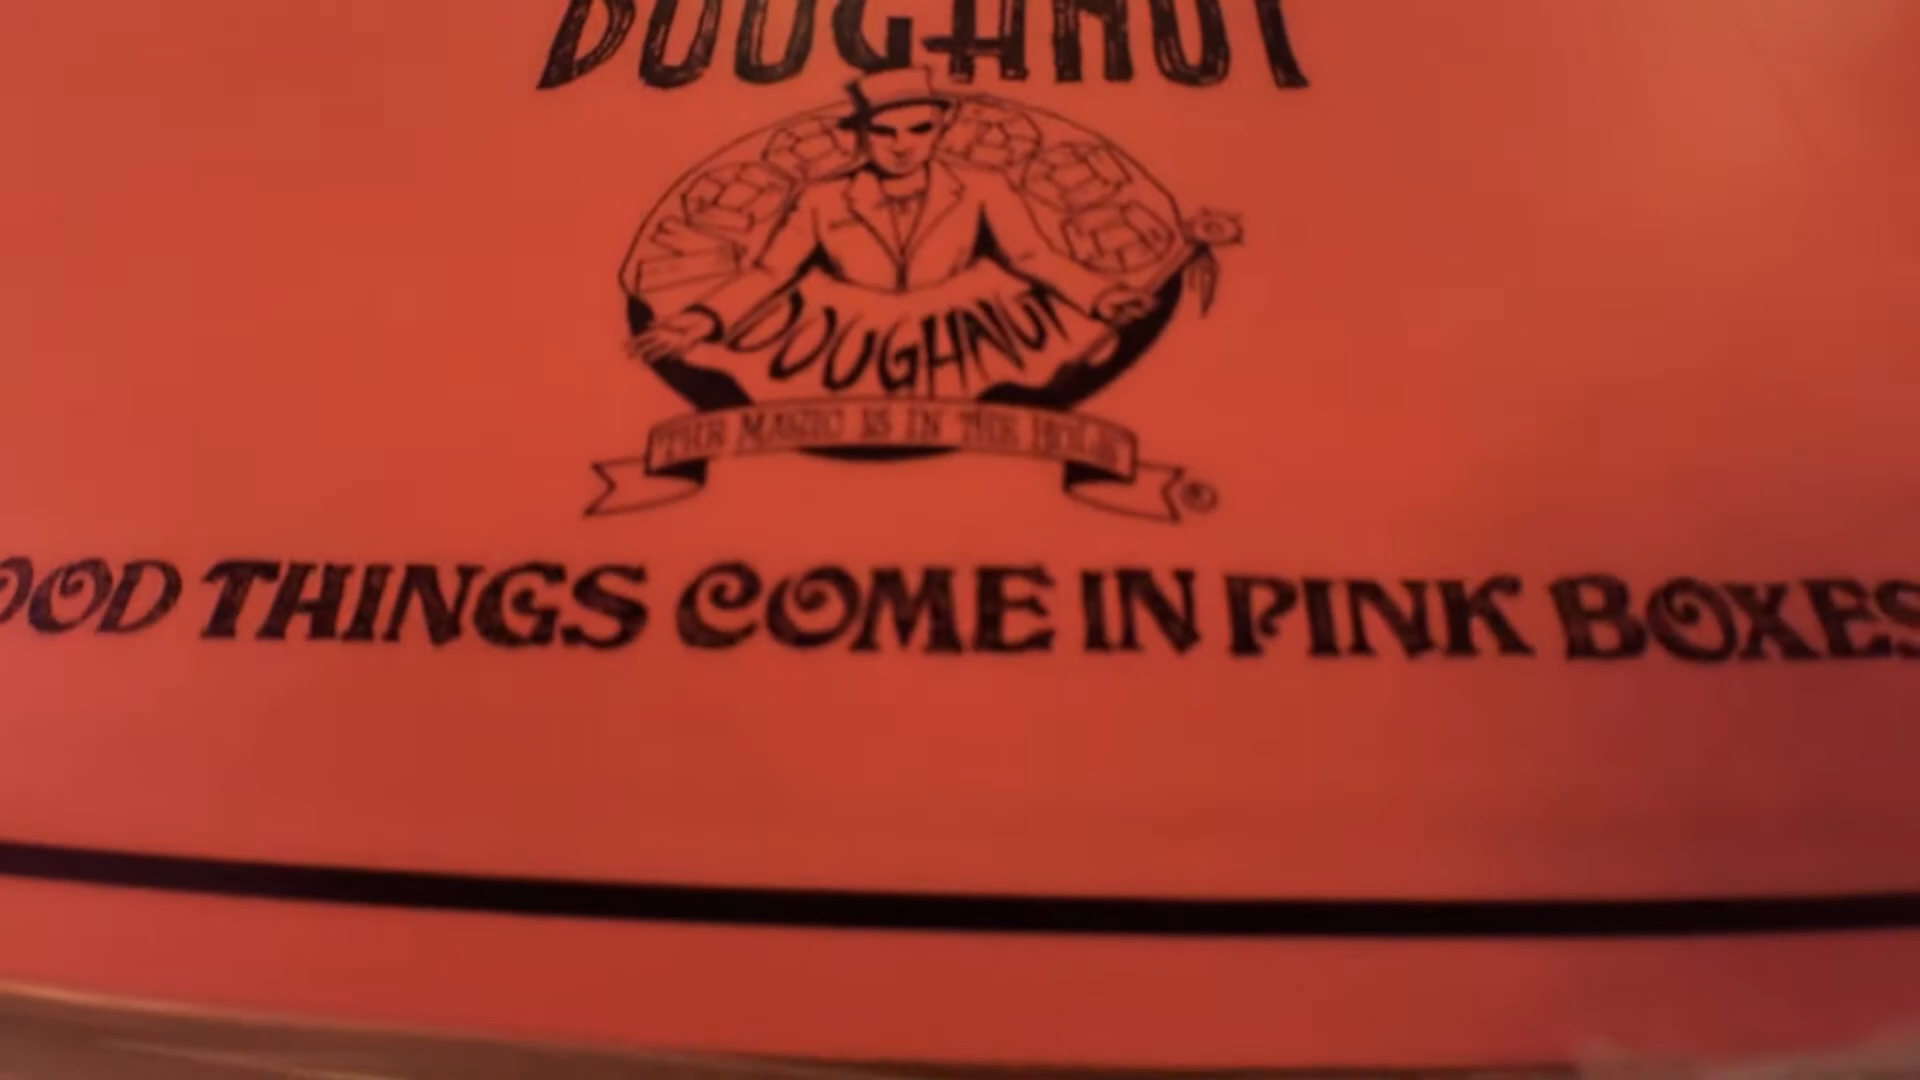 DOUGHNUT
DOUGHNUT
THE MAGIC IS IN THE HOLE
®
OOD THINGS COME IN PINK BOXES